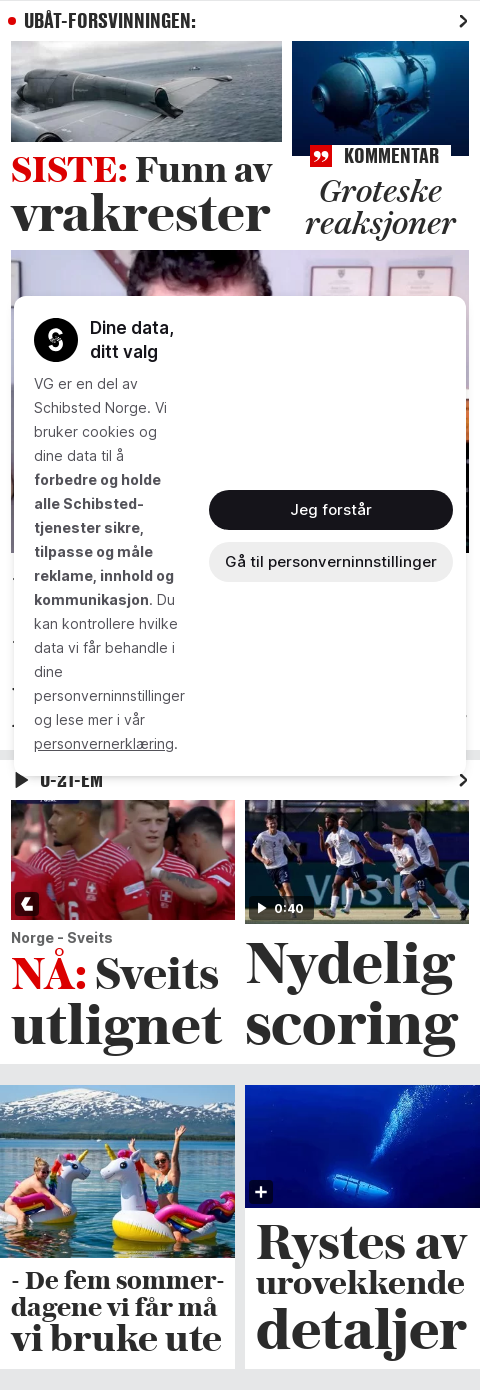 UBÅT-FORSVINNINGEN:
SISTE: Funn av
vrakrester
KOMMENTAR
Groteske
reaksjoner
Dine data,
ditt valg
VG er en del av
Schibsted Norge. Vi
bruker cookies og
dine data til å
forbedre og holde
alle Schibsted-
tjenester sikre,
tilpasse og måle
reklame, innhold og
kommunikasjon. Du
kan kontrollere hvilke
data vi får behandle i
dine
personverninnstillinger
og lese mer i vår
personvernerklæring.
Jeg forstår
Gå til personverninnstillinger
U-21-EM
0:40
Norge - Sveits
NÅ: Sveits
utlignet
Nydelig
scoring
- De fem sommer-
dagene vi får må
vi bruke ute
Rystes av
urovekkende
detaljer